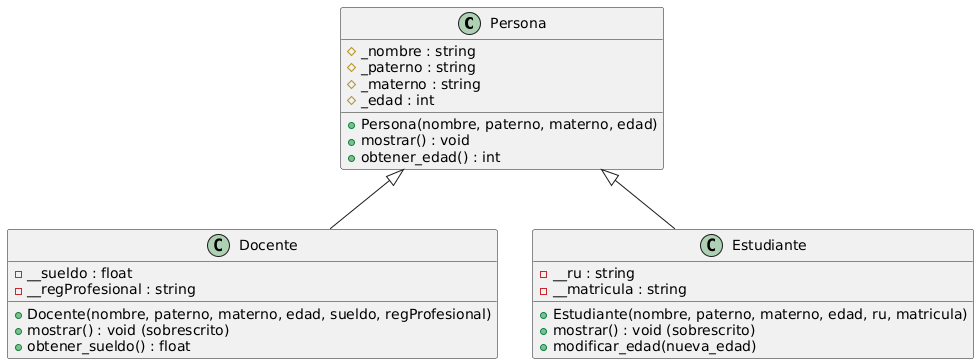 C Persona
_nombre : string
_paterno : string
_materno : string
_edad : int
Persona(nombre, paterno, materno, edad)
mostrar() : void
obtener_edad() : int
C Docente
__sueldo : float
__regProfesional : string
Docente(nombre, paterno, materno, edad, sueldo, regProfesional)
mostrar() : void (sobrescrito)
obtener_sueldo() : float
C Estudiante
__ru : string
__matricula : string
Estudiante(nombre, paterno, materno, edad, ru, matricula)
mostrar() : void (sobrescrito)
modificar_edad(nueva_edad)